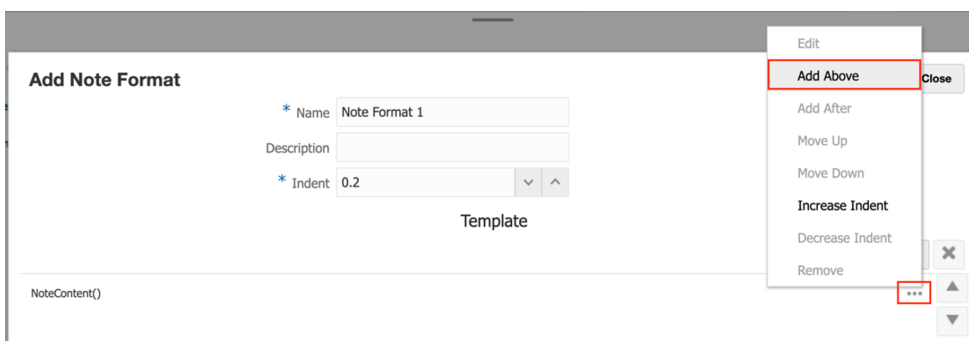 Edit
Add Note Format
Add Above
Close
* Name Note Format 1
Add After
Description
Move Up
* Indent 0.2
Move Down
Increase Indent
Template
Decrease Indent
Remove
NoteContent()